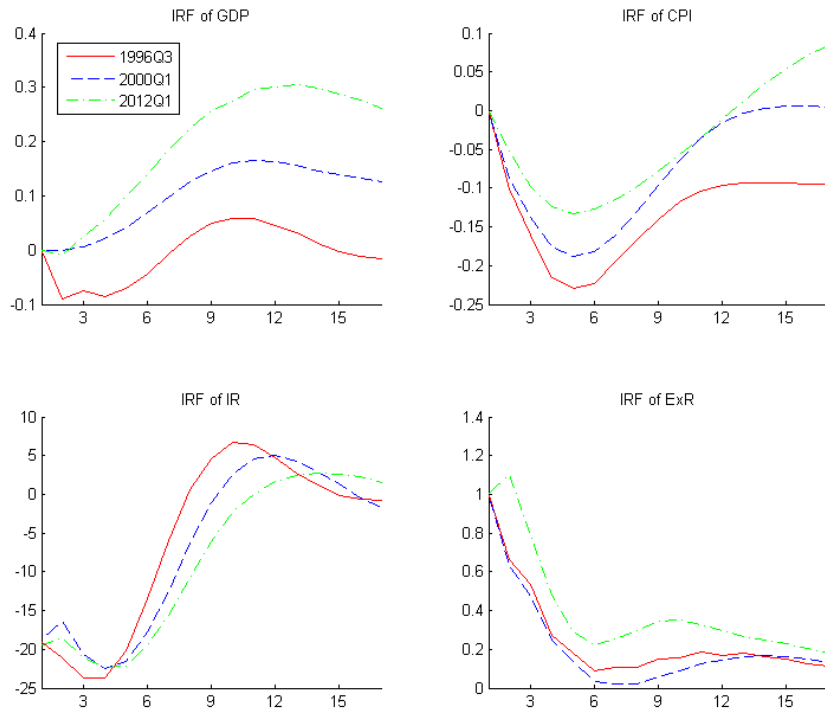 IRF of GDP
0.4
0.3
0.2
0.1
0
-0.1
3 6 9 12 15
1996Q3
2000Q1
2012Q1
IRF of CPI
0.1
0.05
0
-0.05
-0.1
-0.15
-0.2
-0.25
3 6 9 12 15
IRF of IR
10
5
0
-5
-10
-15
-20
-25
3 6 9 12 15
IRF of ExR
1.4
1.2
1
0.8
0.6
0.4
0.2
0
3 6 9 12 15